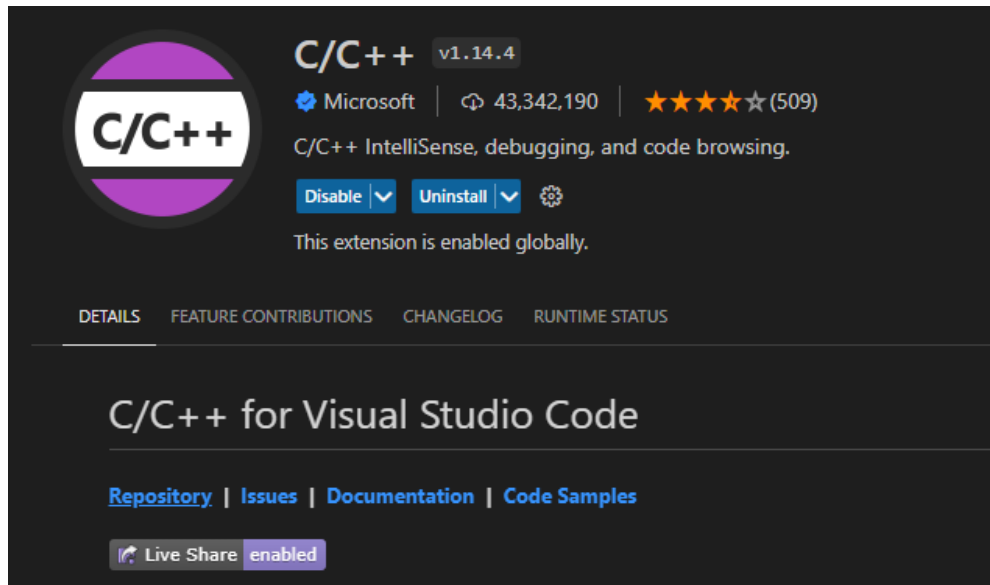 C/C++
C/C++ v1.14.4
Microsoft | 43,342,190 | (509)
C/C++ IntelliSense, debugging, and code browsing.
Disable Uninstall
This extension is enabled globally.
DETAILS FEATURE CONTRIBUTIONS CHANGELOG RUNTIME STATUS
C/C++ for Visual Studio Code
Repository | Issues | Documentation | Code Samples
Live Share enabled